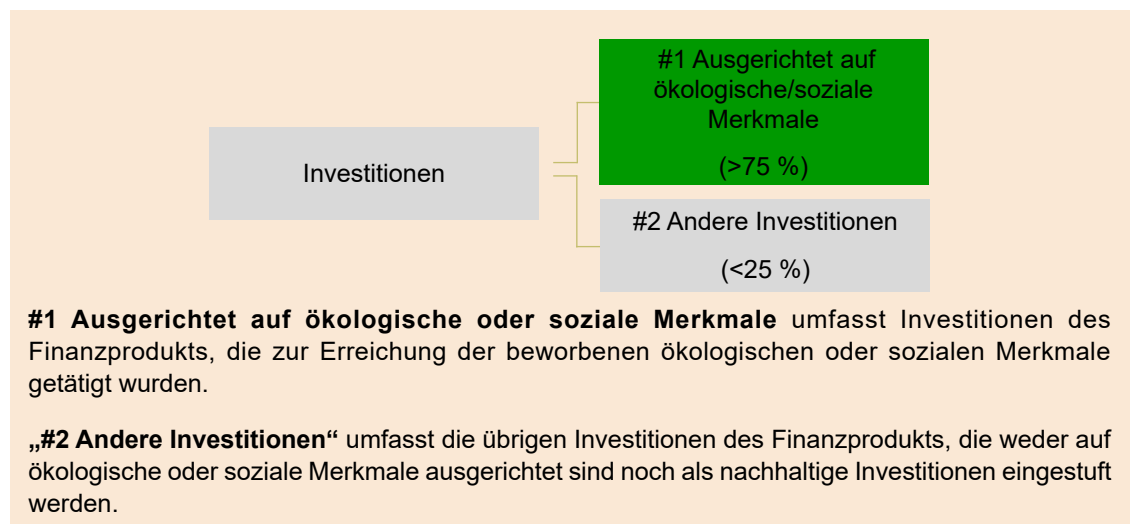 #1 Ausgerichtet auf
ökologische/soziale
Merkmale
(>75 %)
Investitionen
#2 Andere Investitionen
(<25 %)
#1 Ausgerichtet auf ökologische oder soziale Merkmale umfasst Investitionen des
Finanzprodukts, die zur Erreichung der beworbenen ökologischen oder sozialen Merkmale
getätigt wurden.
„#2 Andere Investitionen“ umfasst die übrigen Investitionen des Finanzprodukts, die weder auf
ökologische oder soziale Merkmale ausgerichtet sind noch als nachhaltige Investitionen eingestuft
werden.